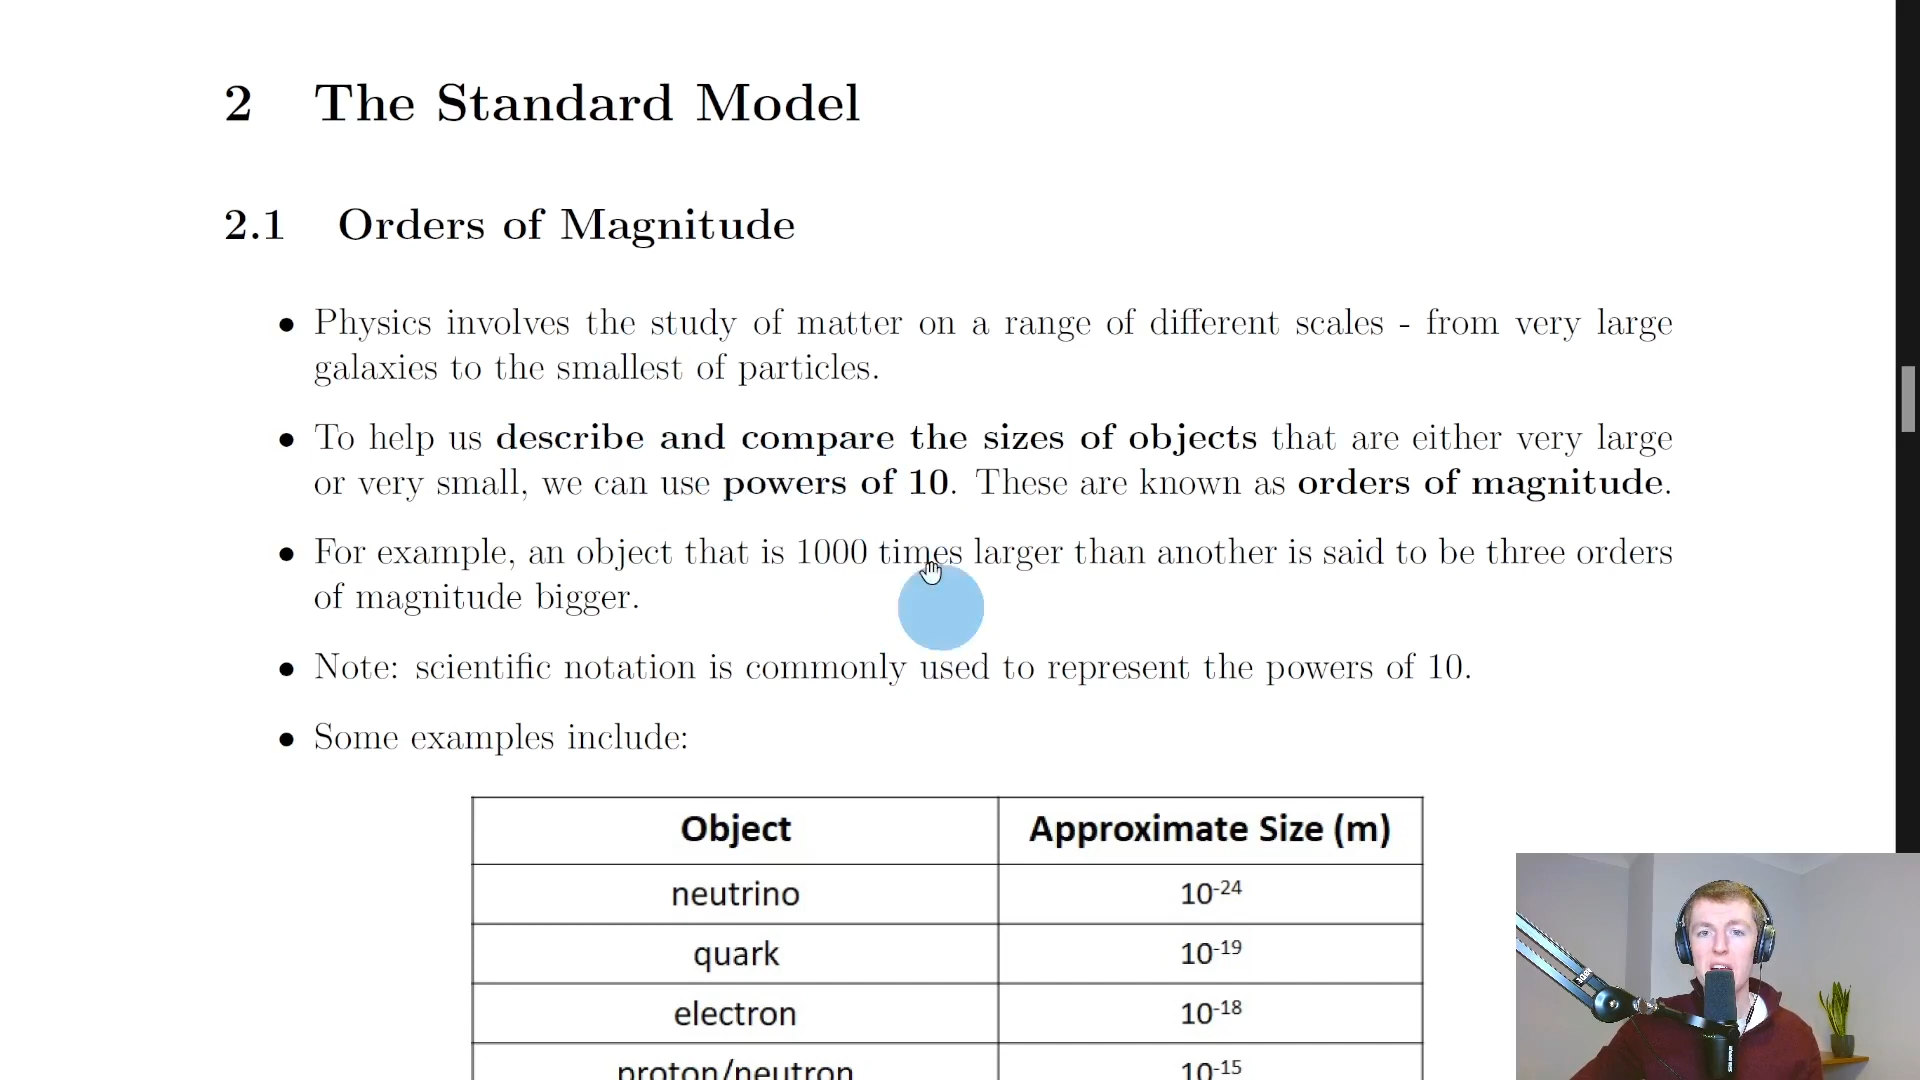 2 The Standard Model
2.1 Orders of Magnitude
• Physics involves the study of matter on a range of different scales - from very large
galaxies to the smallest of particles.
• To help us describe and compare the sizes of objects that are either very large
or very small, we can use powers of 10. These are known as orders of magnitude.
• For example, an object that is 1000 times larger than another is said to be three orders
of magnitude bigger.
• Note: scientific notation is commonly used to represent the powers of 10.
• Some examples include:
Object Approximate Size (m)
neutrino 10⁻²⁴
quark 10⁻¹⁹
electron 10⁻¹⁸
proton/neutron 10⁻¹⁵